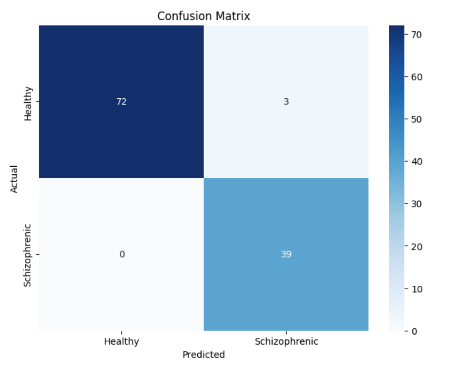 Confusion Matrix
Healthy
72
3
70
60
50
40
30
20
10
0
Actual
Schizophrenic
0
39
Healthy
Schizophrenic
Predicted